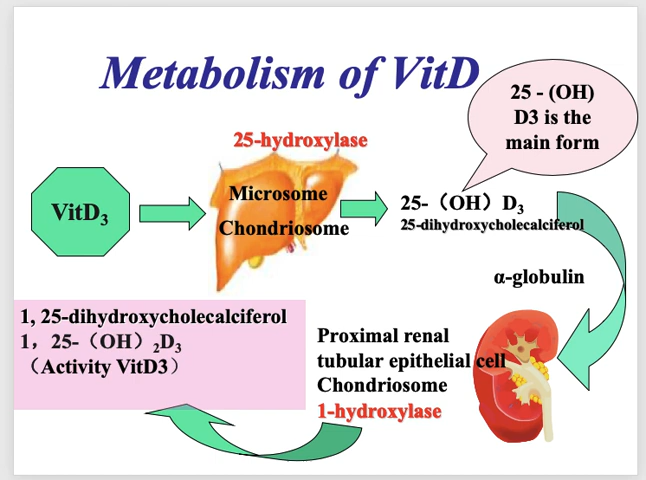 Metabolism of VitD
25 - (OH)
D3 is the
main form
25-hydroxylase
VitD₃
Microsome
Chondriosome
25-（OH）D₃
25-dihydroxycholecalciferol
α-globulin
Proximal renal
tubular epithelial cell
Chondriosome
1-hydroxylase
1, 25-dihydroxycholecalciferol
1，25-（OH）₂D₃
（Activity VitD3）